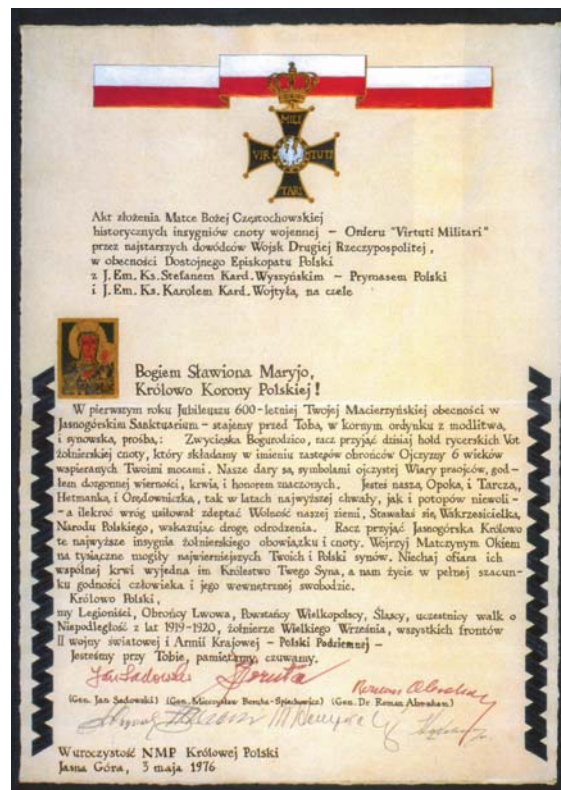 MILI
VIR TUTI
TARI
Akt złożenia Matce Bożej Częstochowskiej
historycznych insygniów cnoty wojennej – Orderu "Virtuti Militari"
przez najstarszych dowódców Wojsk Drugiej Rzeczypospolitej,
w obecności Dostojnego Episkopatu Polski
z J. Em. Ks. Stefanem Kard. Wyszyńskim – Prymasem Polski
i J. Em. Ks. Karolem Kard. Wojtyłą, na czele
Bogiem Sławiona Maryjo,
Królowo Korony Polskiej!
W pierwszym roku Jubileuszu 600-letniej Twojej Macierzyńskiej obecności w
Jasnogórskim Sanktuarium – stajemy przed Tobą, w kornym ordynku z modlitwą,
i synowską, prośbą,: Zwycięska Bogurodzico, racz przyjąć dzisiaj hołd rycerskich Vot
żołnierskiej cnoty, który składamy w imieniu zastępów obrońców Ojczyzny 6 wieków
wspieranych Twoimi mocami. Nasze dary są, symbolami ojczystej Wiary praojców, god-
łem dozgonnej wierności, krwią, i honorem znaczonych. Jesteś naszą, Opoką, i Tarczą,,
Hetmanką, i Orędowniczką, tak w latach najwyższej chwały, jak i potopów niewoli –
– a ilekroć wróg usiłował zdeptać Wolność naszej ziemi, Stawałaś się, Wskrzesicielką,
Narodu Polskiego, wskazując drogę, odrodzenia. Racz przyjąć Jasnogórska Królowo
te najwyższe insygnia żołnierskiego obowiązku i cnoty. Wejrzyj Matczynym Okiem
na tysiączne mogiły najwierniejszych Twoich i Polski synów. Niechaj ofiara ich
wspólnej krwi wyjedna im Królestwo Twego Syna, a nam życie w pełnej szacun-
ku godności człowieka i jego wewnętrznej swobodzie.
Królowo Polski,
my Legioniści, Obrońcy Lwowa, Powstańcy Wielkopolscy, Śląscy, uczestnicy walk o
Niepodległość z lat 1919-1920, żołnierze Wielkiego Września, wszystkich frontów
II wojny światowej i Armii Krajowej – Polski Podziemnej –
Jesteśmy przy Tobie, pamiętamy, czuwamy.
Jan Sadowski Boruta Roman Abraham
(Gen. Jan Sadowski) (Gen. Mieczysław Boruta-Spiechowicz) (Gen. Dr Roman Abraham)
W uroczystość NMP Królowej Polski
Jasna Góra, 3 maja 1976